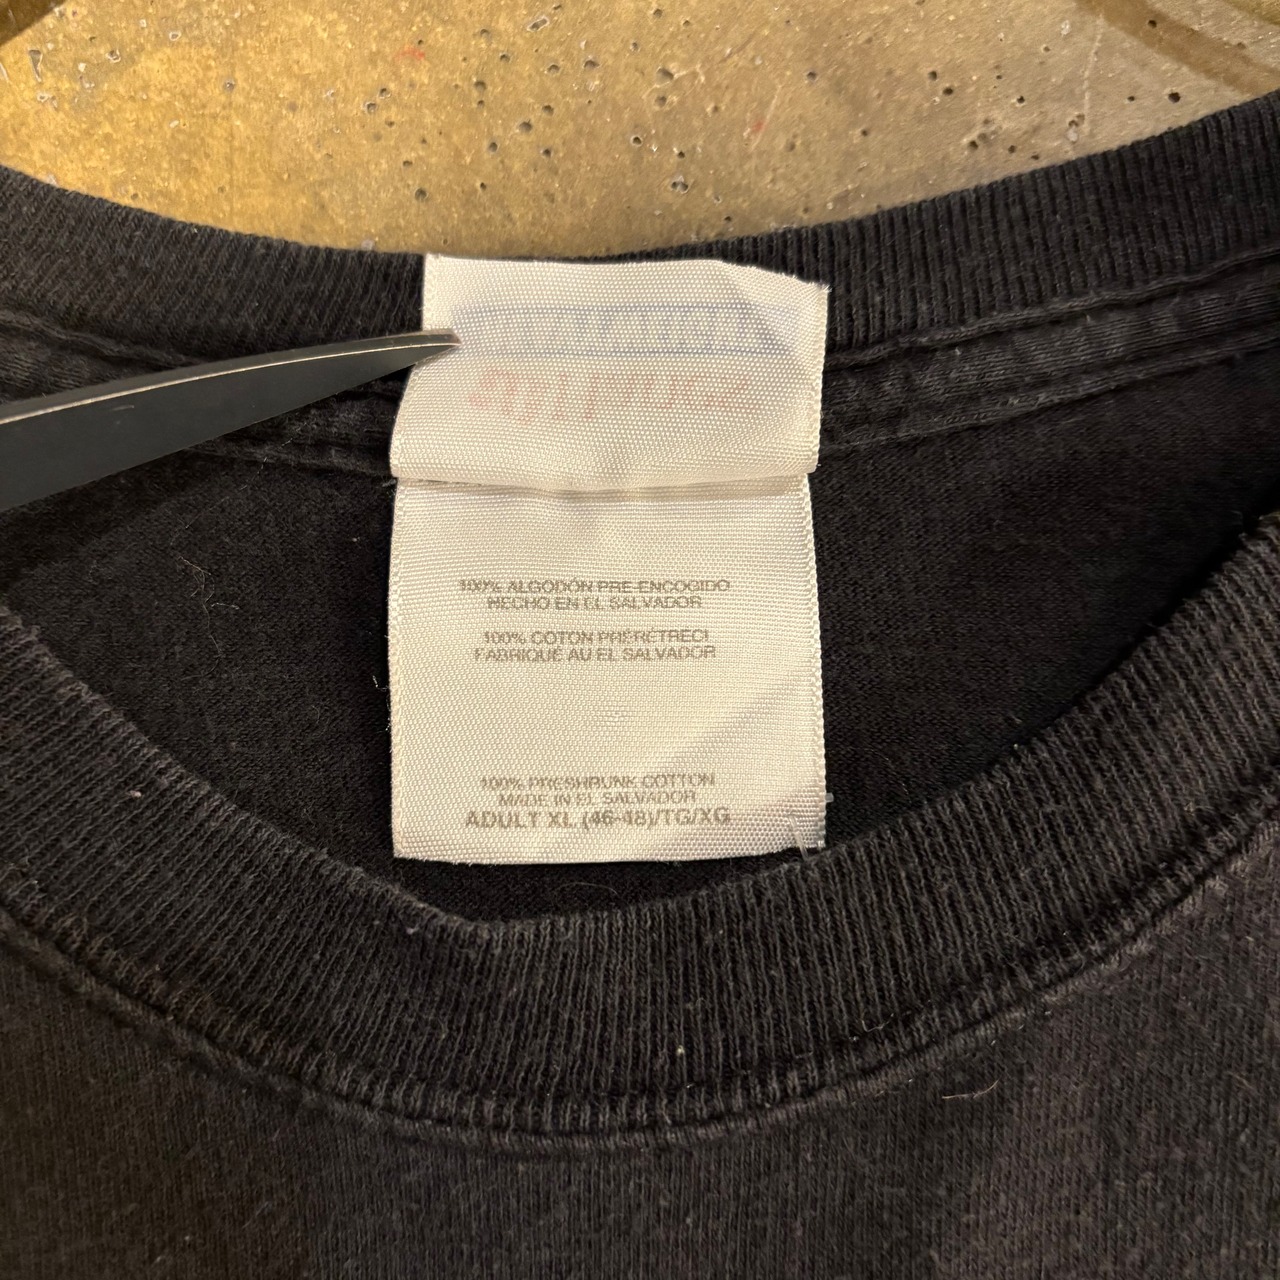 100% ALGODÓN PRE-ENCOGIDO
HECHO EN EL SALVADOR
100% COTON PRÉRÉTRECI
FABRIQUÉ AU EL SALVADOR
100% PRESHRUNK COTTON
MADE IN EL SALVADOR
ADULT XL (46-48)/TG/XG